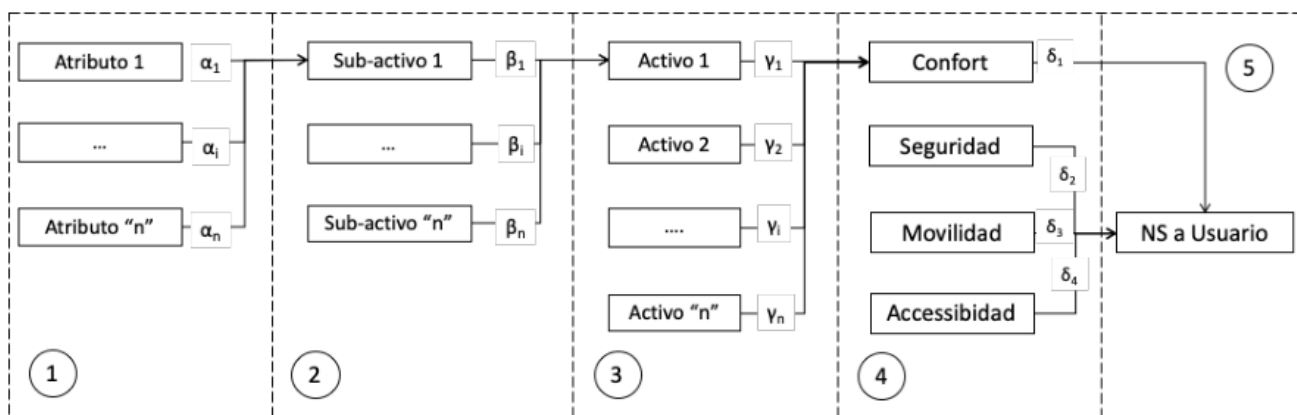 Atributo 1
α1
...
αi
Atributo “n”
αn
1
Sub-activo 1
β1
...
βi
Sub-activo “n”
βn
2
Activo 1
γ1
Activo 2
γ2
....
γi
Activo “n”
γn
3
Confort
δ1
Seguridad
δ2
Movilidad
δ3
δ4
Accessibidad
4
5
NS a Usuario